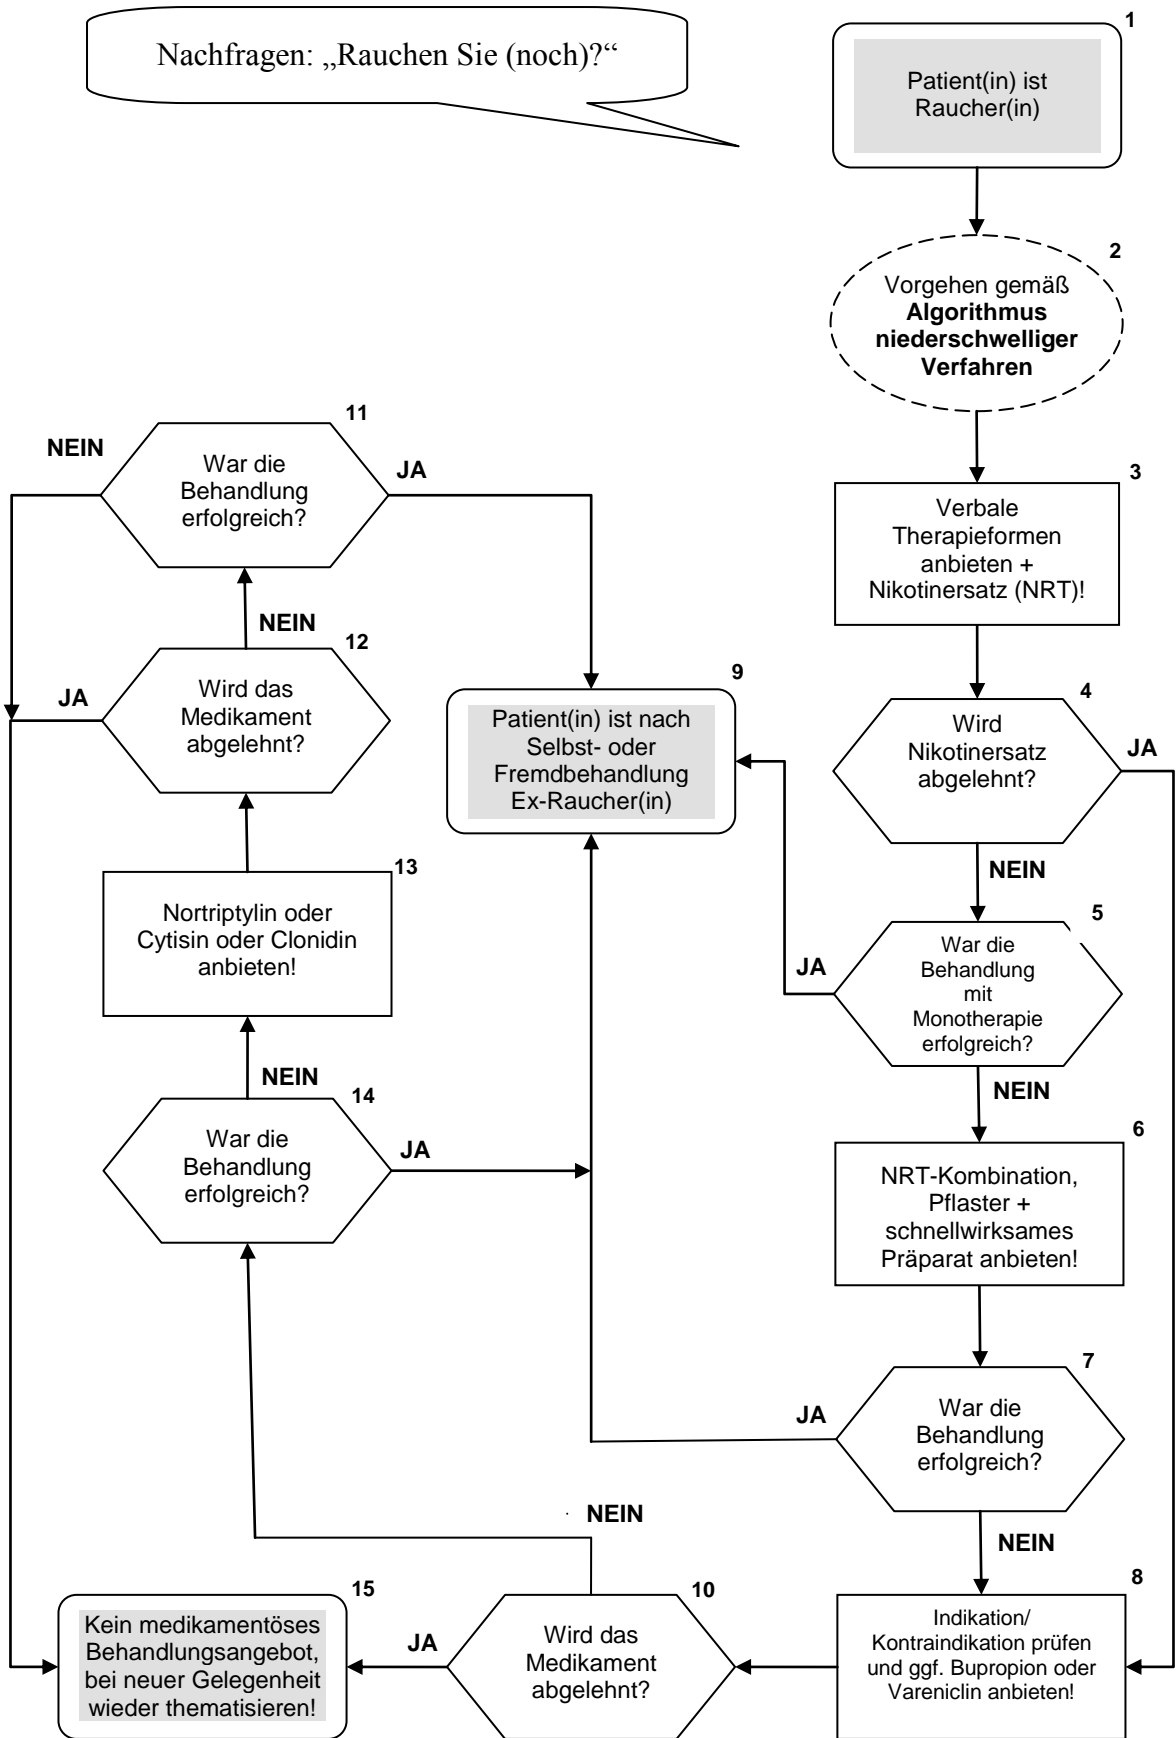 Nachfragen: „Rauchen Sie (noch)?“
1
Patient(in) ist
Raucher(in)
2
Vorgehen gemäß
Algorithmus
niederschwelliger
Verfahren
3
Verbale
Therapieformen
anbieten +
Nikotinersatz (NRT)!
4
Wird
Nikotinersatz
abgelehnt?
JA
NEIN
5
War die
Behandlung
mit
Monotherapie
erfolgreich?
JA
NEIN
6
NRT-Kombination,
Pflaster +
schnellwirksames
Präparat anbieten!
7
War die
Behandlung
erfolgreich?
JA
NEIN
8
Indikation/
Kontraindikation prüfen
und ggf. Bupropion oder
Vareniclin anbieten!
9
Patient(in) ist nach
Selbst- oder
Fremdbehandlung
Ex-Raucher(in)
10
Wird das
Medikament
abgelehnt?
JA
NEIN
11
War die
Behandlung
erfolgreich?
NEIN
JA
12
Wird das
Medikament
abgelehnt?
JA
NEIN
13
Nortriptylin oder
Cytisin oder Clonidin
anbieten!
14
War die
Behandlung
erfolgreich?
JA
NEIN
15
Kein medikamentöses
Behandlungsangebot,
bei neuer Gelegenheit
wieder thematisieren!